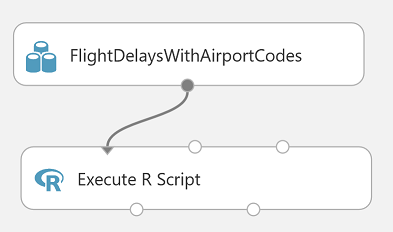 FlightDelaysWithAirportCodes
R Execute R Script